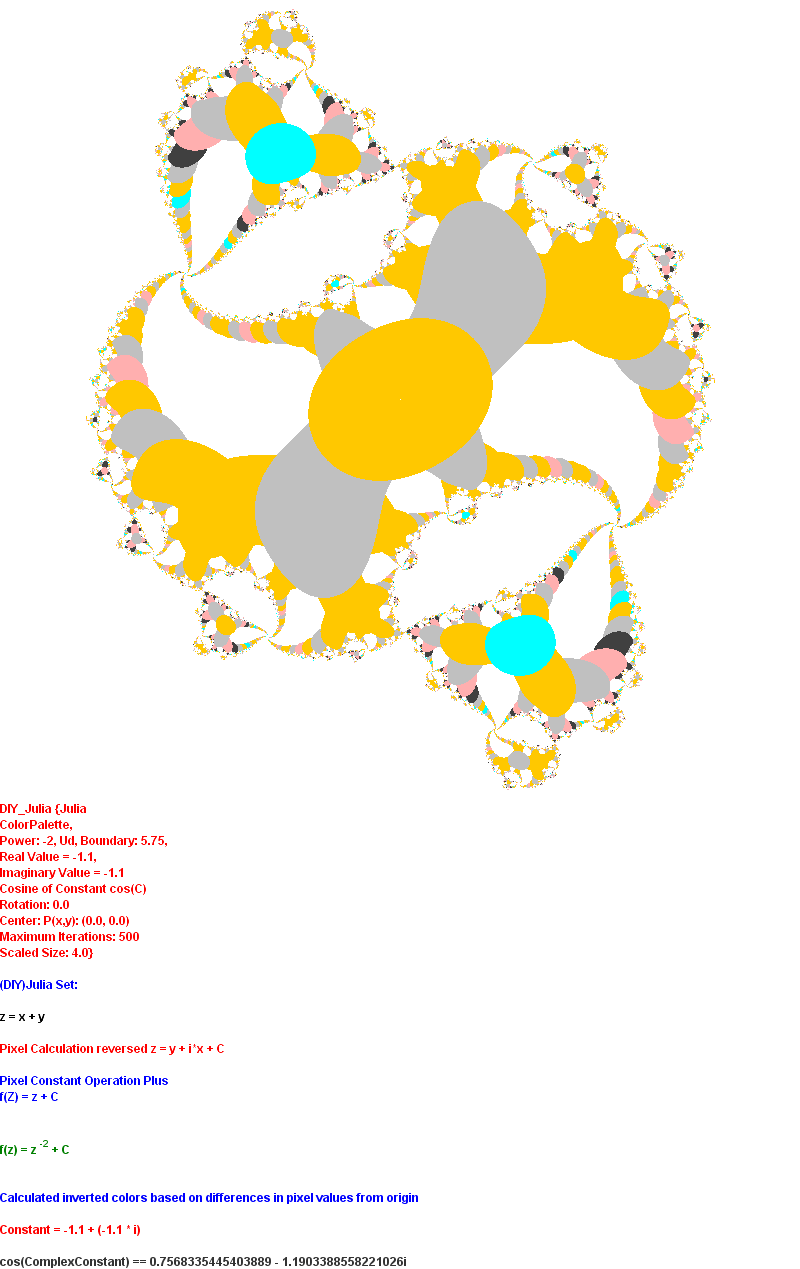 DIY_Julia {Julia
ColorPalette,
Power: -2, Ud, Boundary: 5.75,
Real Value = -1.1,
Imaginary Value = -1.1
Cosine of Constant cos(C)
Rotation: 0.0
Center: P(x,y): (0.0, 0.0)
Maximum Iterations: 500
Scaled Size: 4.0}
(DIY)Julia Set:
z = x + y
Pixel Calculation reversed z = y + i*x + C
Pixel Constant Operation Plus
f(Z) = z + C
f(z) = z -2 + C
Calculated inverted colors based on differences in pixel values from origin
Constant = -1.1 + (-1.1 * i)
cos(ComplexConstant) == 0.7568335445403889 - 1.1903388558221026i